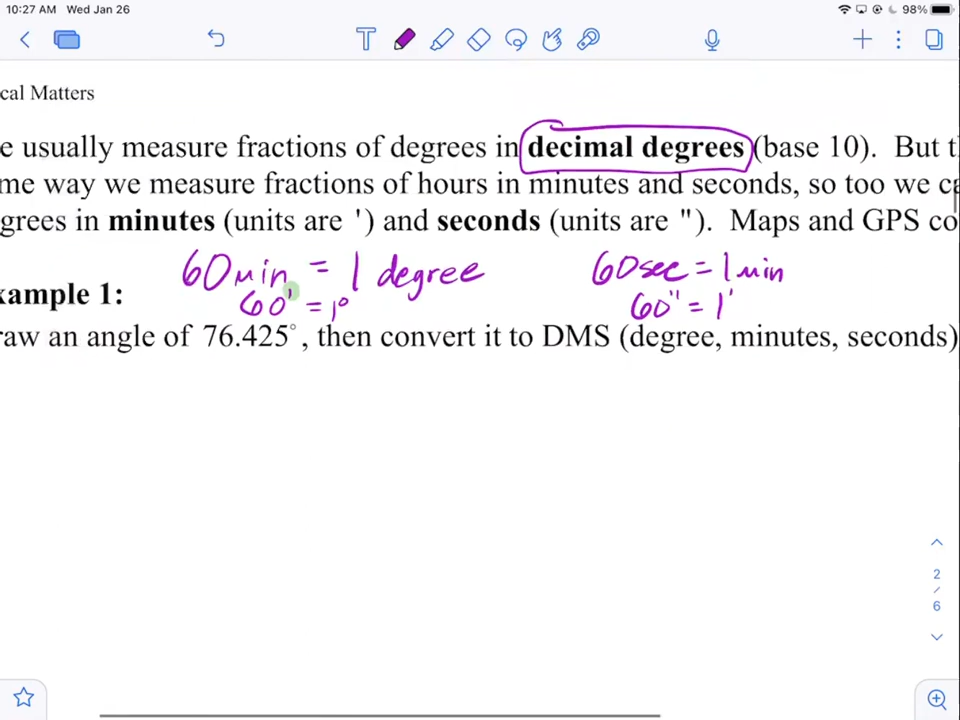 10:27 AM Wed Jan 26
98%
T
cal Matters
e usually measure fractions of degrees in decimal degrees (base 10). But t
me way we measure fractions of hours in minutes and seconds, so too we ca
grees in minutes (units are ') and seconds (units are "). Maps and GPS co
60 min = 1 degree 60 sec = 1 min
60' = 1° 60" = 1'
xample 1:
raw an angle of 76.425°, then convert it to DMS (degree, minutes, seconds)
2
/
6